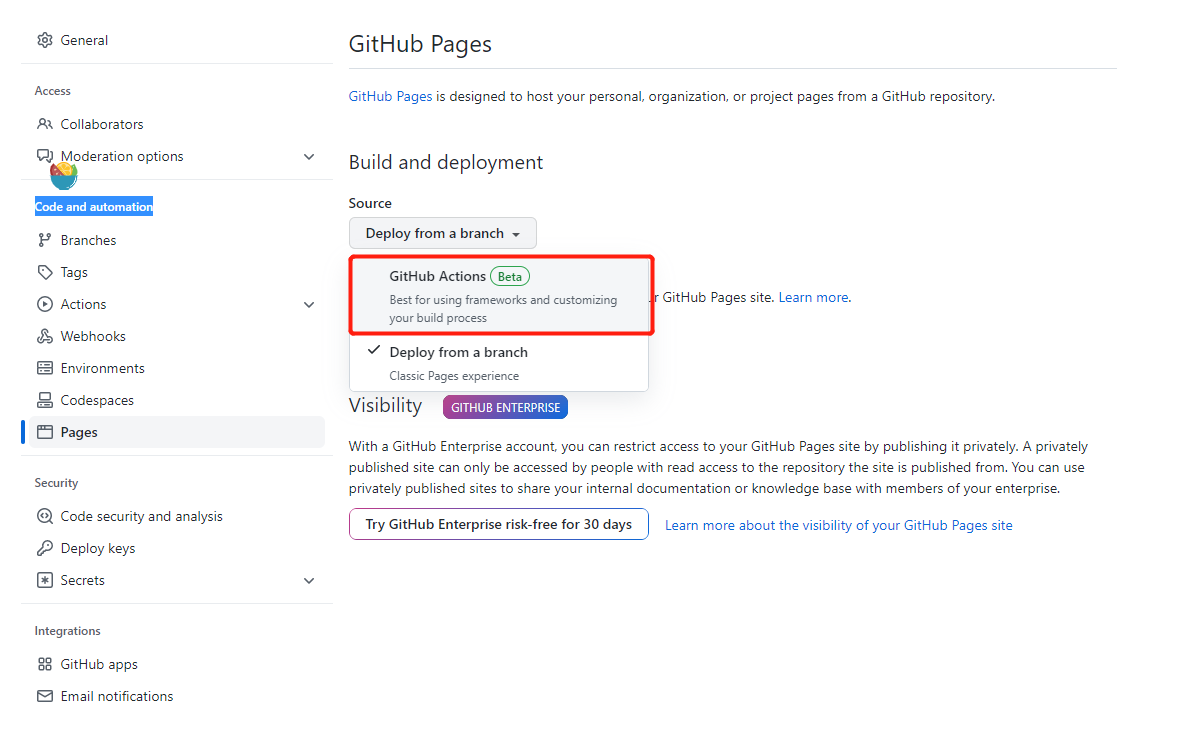 General
Access
Collaborators
Moderation options
Code and automation
Branches
Tags
Actions
Webhooks
Environments
Codespaces
Pages
Security
Code security and analysis
Deploy keys
Secrets
Integrations
GitHub apps
Email notifications
GitHub Pages
GitHub Pages is designed to host your personal, organization, or project pages from a GitHub repository.
Build and deployment
Source
Deploy from a branch
GitHub Actions Beta
Best for using frameworks and customizing
your build process
GitHub Pages site. Learn more.
Deploy from a branch
Classic Pages experience
Visibility GITHUB ENTERPRISE
With a GitHub Enterprise account, you can restrict access to your GitHub Pages site by publishing it privately. A privately
published site can only be accessed by people with read access to the repository the site is published from. You can use
privately published sites to share your internal documentation or knowledge base with members of your enterprise.
Try GitHub Enterprise risk-free for 30 days
Learn more about the visibility of your GitHub Pages site